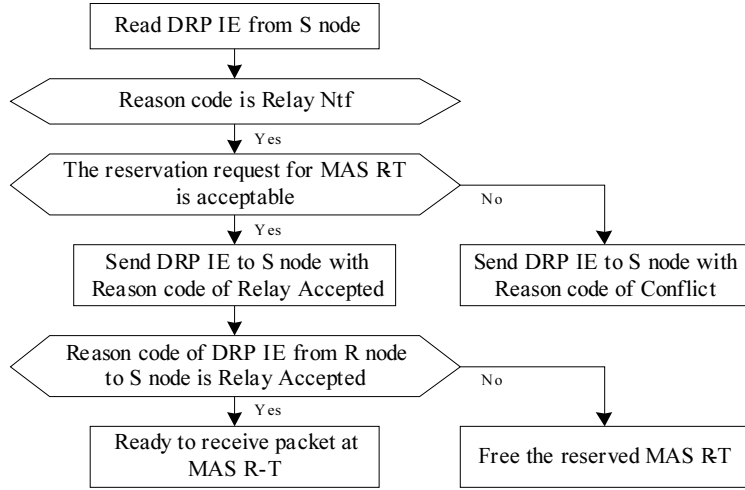 Read DRP IE from S node
Reason code is Relay Ntf
Yes
The reservation request for MAS R-T
is acceptable
No
Yes
Send DRP IE to S node with
Reason code of Relay Accepted
Send DRP IE to S node with
Reason code of Conflict
Reason code of DRP IE from R node
to S node is Relay Accepted
No
Yes
Ready to receive packet at
MAS R-T
Free the reserved MAS R-T